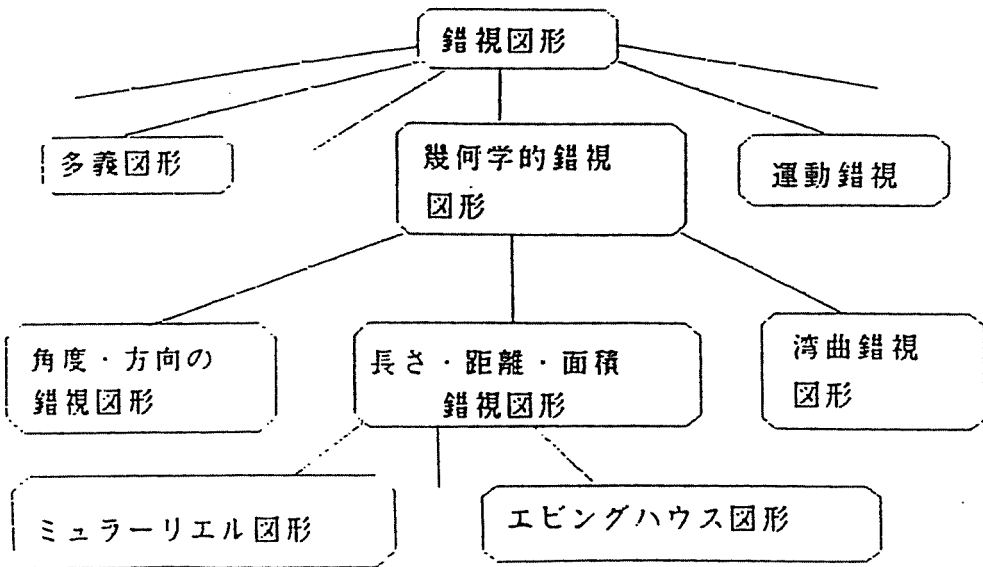 錯視図形
多義図形
幾何学的錯視
図形
運動錯視
角度・方向の
錯視図形
長さ・距離・面積
錯視図形
湾曲錯視
図形
ミュラーリエル図形
エビングハウス図形